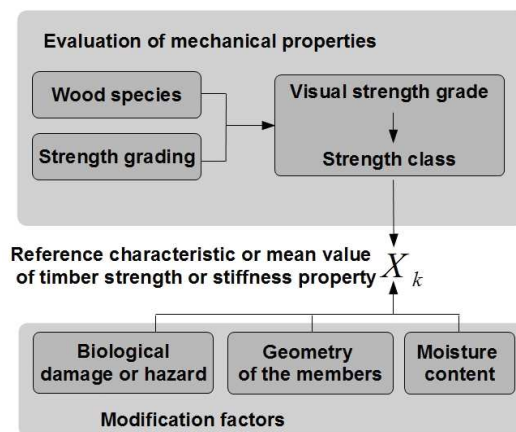 Evaluation of mechanical properties
Wood species
Strength grading
Visual strength grade
Strength class
Reference characteristic or mean value
of timber strength or stiffness property X k
Biological
damage or hazard
Geometry
of the members
Moisture
content
Modification factors